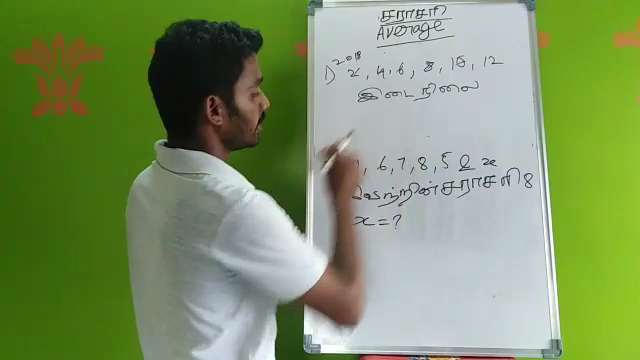 சராசரி
Average
1) 2018 x, 4, 6, 8, 10, 12
இடைநிலை
6, 7, 8, 5 & x
சராசரி 8
x = ?